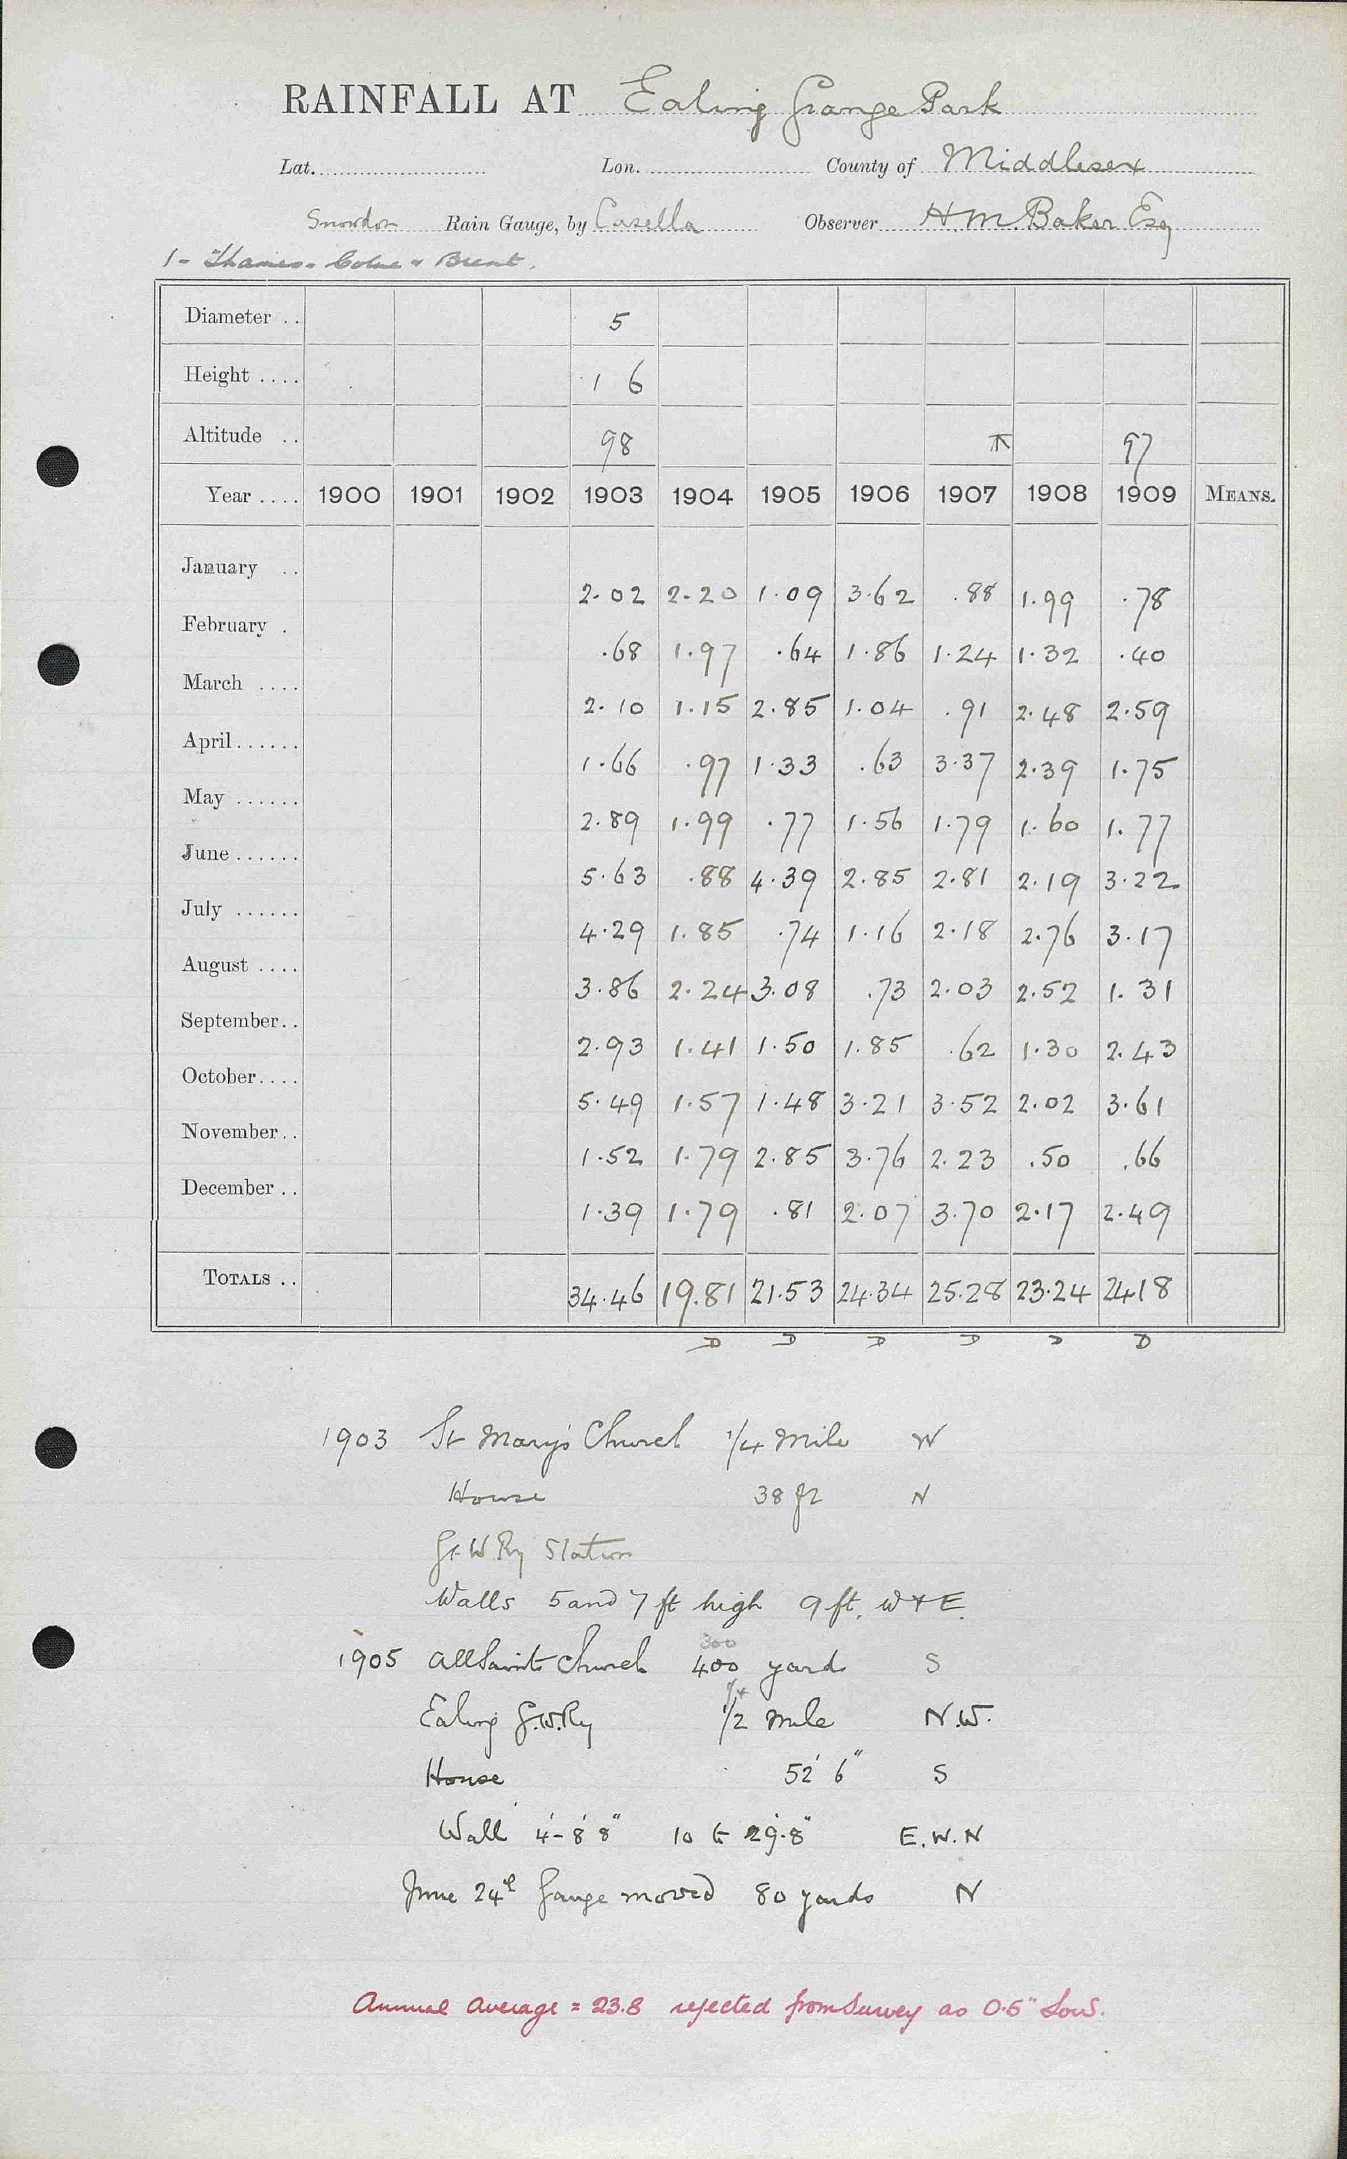 RAINFALL AT Ealing Grange Park
Lat. Lon. County of Middlesex
Snowdon Rain Gauge, by Casella Observer H. M. Baker Esq
1 - Thames - Colne & Brent.
Diameter .. 5
Height .... 1 6
Altitude .. 98 97
Year .... 1900 1901 1902 1903 1904 1905 1906 1907 1908 1909 MEANS.
January .. 2.02 2.20 1.09 3.62 .88 1.99 .78
February . .68 1.97 .64 1.86 1.24 1.32 .40
March .... 2.10 1.15 2.85 1.04 .91 2.48 2.59
April...... 1.66 .97 1.33 .63 3.37 2.39 1.75
May ...... 2.89 1.99 .77 1.56 1.79 1.60 1.77
June...... 5.63 .88 4.39 2.85 2.81 2.19 3.22
July ...... 4.29 1.85 .74 1.16 2.18 2.76 3.17
August .... 3.86 2.24 3.08 .73 2.03 2.52 1.31
September.. 2.93 1.41 1.50 1.85 .62 1.30 2.43
October.... 5.49 1.57 1.48 3.21 3.52 2.02 3.61
November.. 1.52 1.79 2.85 3.76 2.23 .50 .66
December .. 1.39 1.79 .81 2.07 3.70 2.17 2.49
TOTALS .. 34.46 19.81 21.53 24.34 25.28 23.24 24.18
D D D D D D
1903 St Mary's Church 1/4 Mile W
House 38 ft N
Gt W Ry Station
Walls 5 and 7 ft high 9 ft. W + E.
300
1905 All Saints Church 400 yards S
1/4
Ealing G.W.Ry 1/2 mile N.W.
House 52' 6" S
Wall 4'-8' 8" 10 to 29'.8" E.W.N
June 24th Gauge moved 80 yards N
Annual Average = 23.8 rejected from Survey as 0.5" Low.